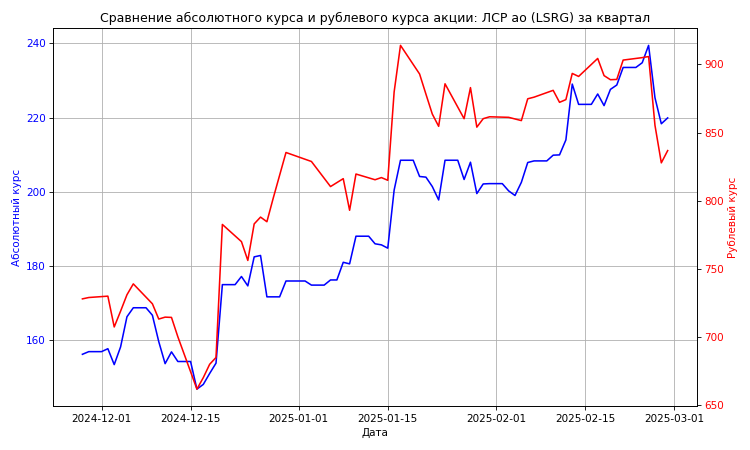 Сравнение абсолютного курса и рублевого курса акции: ЛСР ао (LSRG) за квартал
240
220
200
180
160
Абсолютный курс
900
850
800
750
700
650
Рублевый курс
2024-12-01 2024-12-15 2025-01-01 2025-01-15 2025-02-01 2025-02-15 2025-03-01
Дата